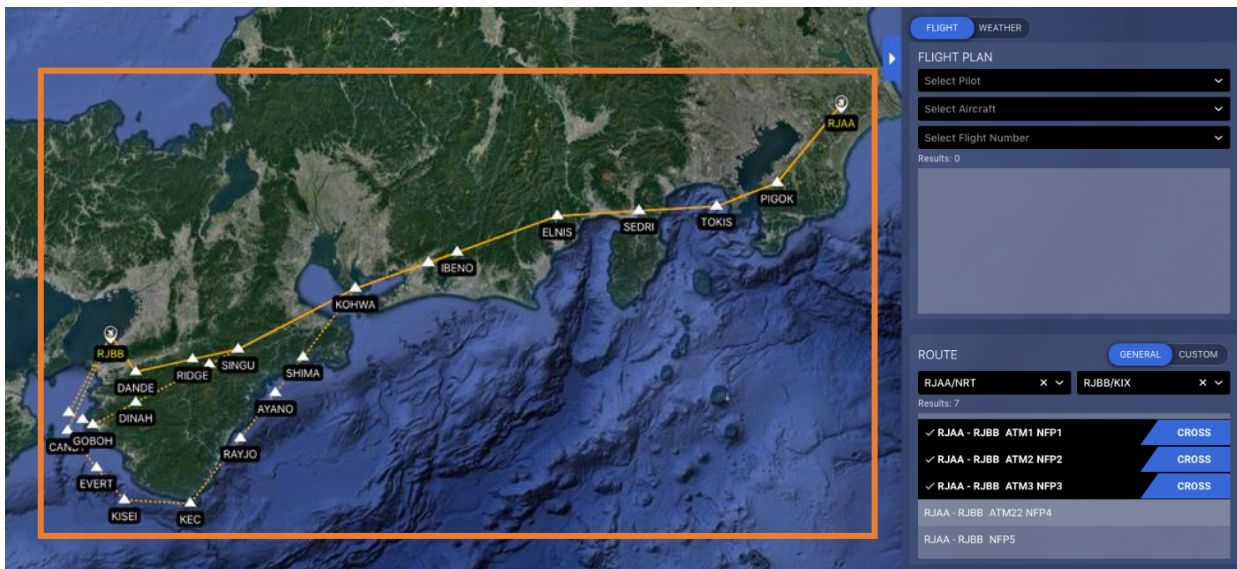 FLIGHT WEATHER
FLIGHT PLAN
Select Pilot
Select Aircraft
Select Flight Number
Results: 0
ROUTE GENERAL CUSTOM
RJAA/NRT RJBB/KIX
Results: 7
RJAA - RJBB ATM1 NFP1 CROSS
RJAA - RJBB ATM2 NFP2 CROSS
RJAA - RJBB ATM3 NFP3 CROSS
RJAA - RJBB ATM22 NFP4
RJAA - RJBB NFP5
RJAA
PIGOK
TOKIS
SEDRI
ELNIS
IBENO
KOHWA
RJBB
SINGU
RIDGE
SHIMA
DANDE
AYANO
DINAH
GOBOH
RAYJO
EVERT
KISEI
KEC